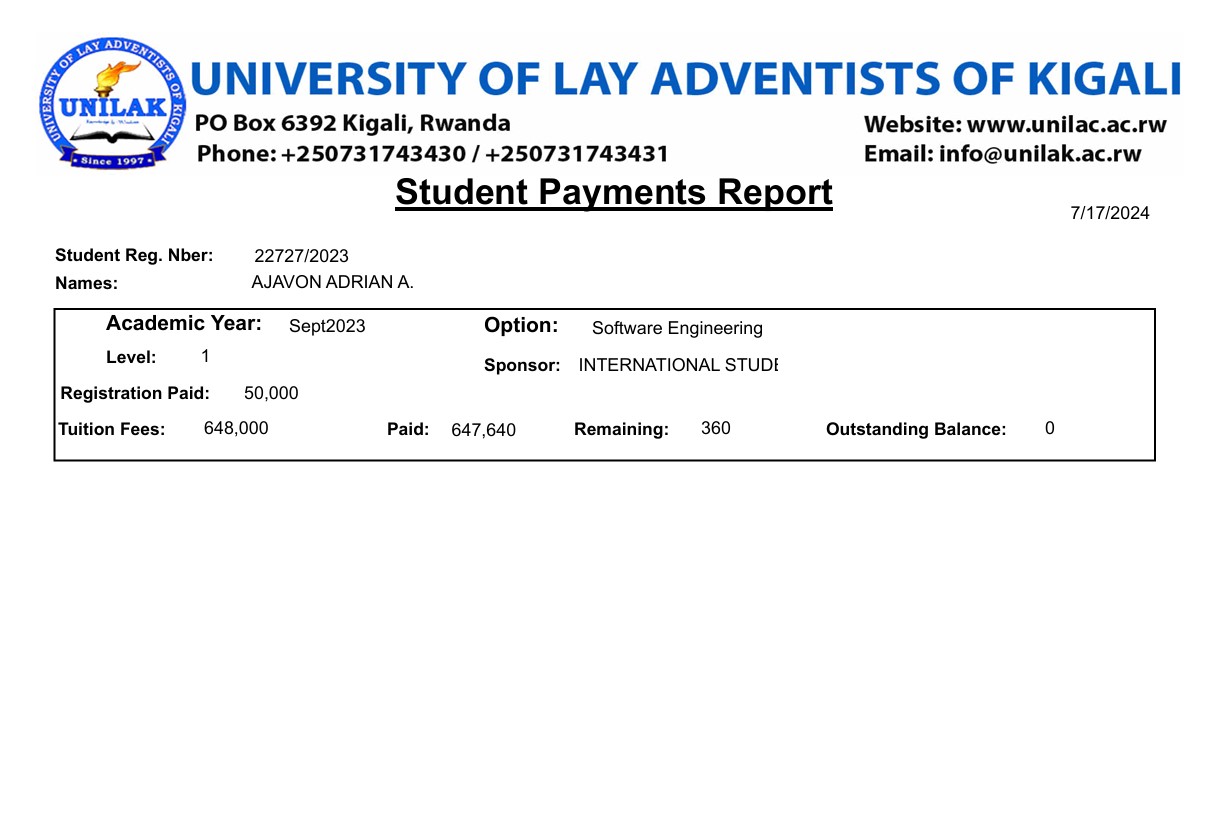 UNIVERSITY OF LAY ADVENTISTS OF KIGALI
UNILAK
Since 1997
UNIVERSITY OF LAY ADVENTISTS OF KIGALI
PO Box 6392 Kigali, Rwanda
Website: www.unilac.ac.rw
Phone: +250731743430 / +250731743431
Email: info@unilak.ac.rw
Student Payments Report
7/17/2024
Student Reg. Nber: 22727/2023
Names: AJAVON ADRIAN A.
Academic Year: Sept2023 Option: Software Engineering
Level: 1 Sponsor: INTERNATIONAL STUDE
Registration Paid: 50,000
Tuition Fees: 648,000 Paid: 647,640 Remaining: 360 Outstanding Balance: 0